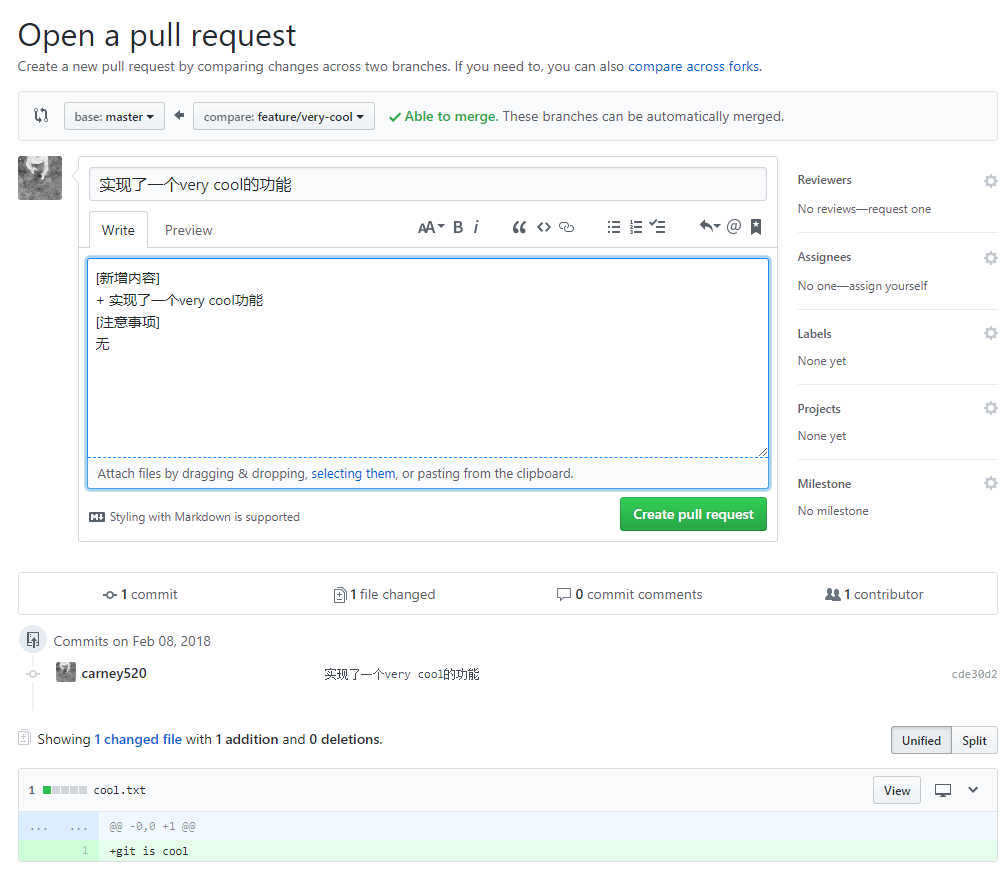 Open a pull request
Create a new pull request by comparing changes across two branches. If you need to, you can also compare across forks.
base: master
compare: feature/very-cool
Able to merge. These branches can be automatically merged.
实现了一个very cool的功能
Write
Preview
AA B i
[新增内容]
+ 实现了一个very cool功能
[注意事项]
无
Attach files by dragging & dropping, selecting them, or pasting from the clipboard.
Styling with Markdown is supported
Create pull request
Reviewers
No reviews—request one
Assignees
No one—assign yourself
Labels
None yet
Projects
None yet
Milestone
No milestone
1 commit
1 file changed
0 commit comments
1 contributor
Commits on Feb 08, 2018
carney520
实现了一个very cool的功能
cde30d2
Showing 1 changed file with 1 addition and 0 deletions.
Unified
Split
1
cool.txt
View
... ... @@ -0,0 +1 @@
1 +git is cool